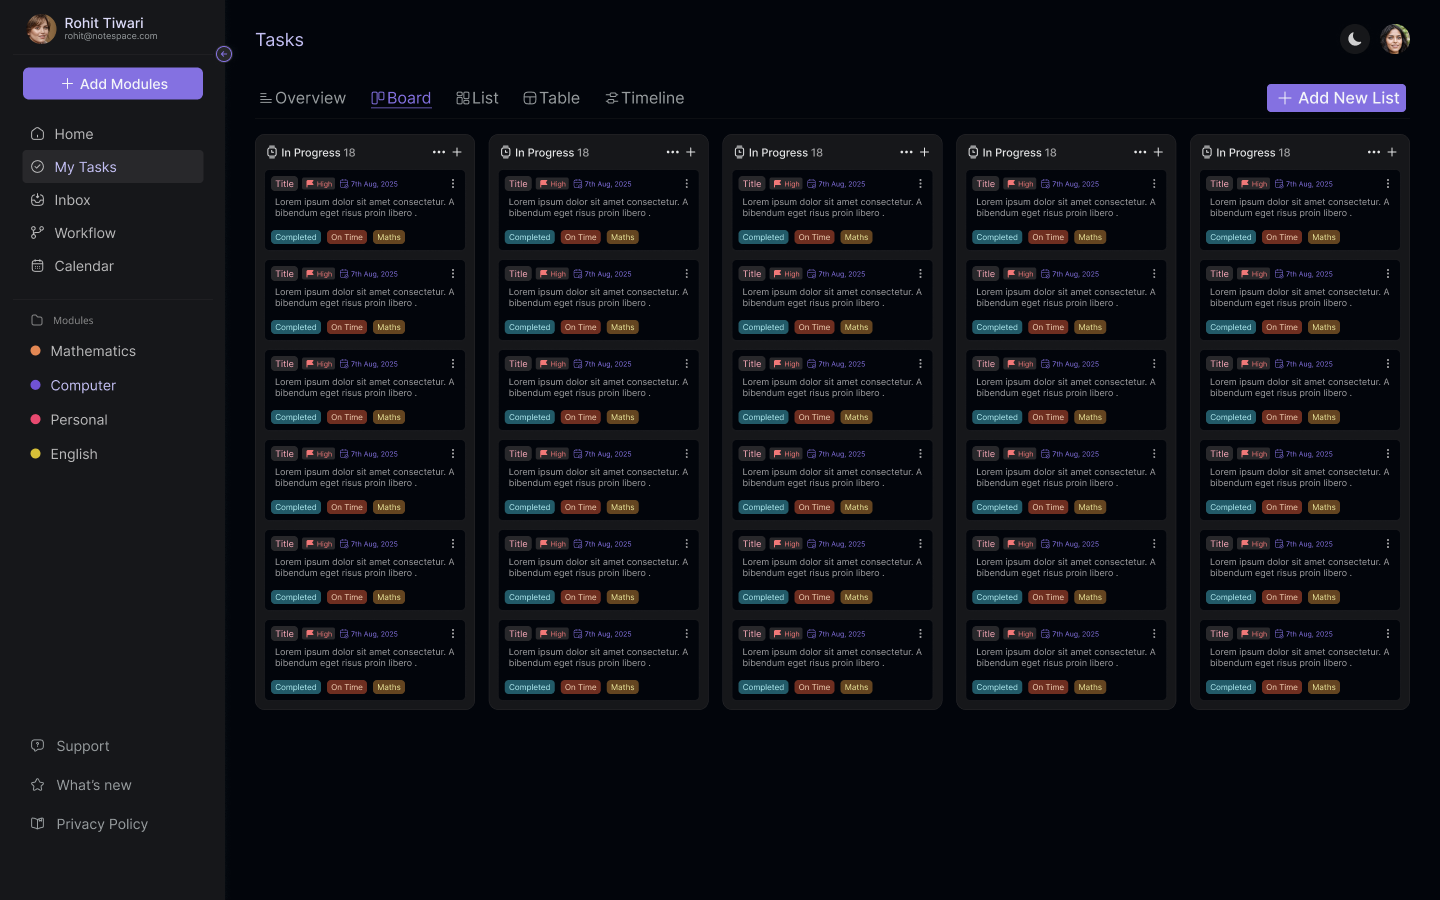 Rohit Tiwari
rohit@notespace.com
Add Modules
Home
My Tasks
Inbox
Workflow
Calendar
Modules
Mathematics
Computer
Personal
English
Support
What's new
Privacy Policy
Tasks
Overview Board List Table Timeline
Add New List
In Progress 18
Title High 7th Aug, 2025
Lorem ipsum dolor sit amet consectetur. A
bibendum eget risus proin libero .
Completed On Time Maths
Title High 7th Aug, 2025
Lorem ipsum dolor sit amet consectetur. A
bibendum eget risus proin libero .
Completed On Time Maths
Title High 7th Aug, 2025
Lorem ipsum dolor sit amet consectetur. A
bibendum eget risus proin libero .
Completed On Time Maths
Title High 7th Aug, 2025
Lorem ipsum dolor sit amet consectetur. A
bibendum eget risus proin libero .
Completed On Time Maths
Title High 7th Aug, 2025
Lorem ipsum dolor sit amet consectetur. A
bibendum eget risus proin libero .
Completed On Time Maths
Title High 7th Aug, 2025
Lorem ipsum dolor sit amet consectetur. A
bibendum eget risus proin libero .
Completed On Time Maths
In Progress 18
Title High 7th Aug, 2025
Lorem ipsum dolor sit amet consectetur. A
bibendum eget risus proin libero .
Completed On Time Maths
Title High 7th Aug, 2025
Lorem ipsum dolor sit amet consectetur. A
bibendum eget risus proin libero .
Completed On Time Maths
Title High 7th Aug, 2025
Lorem ipsum dolor sit amet consectetur. A
bibendum eget risus proin libero .
Completed On Time Maths
Title High 7th Aug, 2025
Lorem ipsum dolor sit amet consectetur. A
bibendum eget risus proin libero .
Completed On Time Maths
Title High 7th Aug, 2025
Lorem ipsum dolor sit amet consectetur. A
bibendum eget risus proin libero .
Completed On Time Maths
Title High 7th Aug, 2025
Lorem ipsum dolor sit amet consectetur. A
bibendum eget risus proin libero .
Completed On Time Maths
In Progress 18
Title High 7th Aug, 2025
Lorem ipsum dolor sit amet consectetur. A
bibendum eget risus proin libero .
Completed On Time Maths
Title High 7th Aug, 2025
Lorem ipsum dolor sit amet consectetur. A
bibendum eget risus proin libero .
Completed On Time Maths
Title High 7th Aug, 2025
Lorem ipsum dolor sit amet consectetur. A
bibendum eget risus proin libero .
Completed On Time Maths
Title High 7th Aug, 2025
Lorem ipsum dolor sit amet consectetur. A
bibendum eget risus proin libero .
Completed On Time Maths
Title High 7th Aug, 2025
Lorem ipsum dolor sit amet consectetur. A
bibendum eget risus proin libero .
Completed On Time Maths
Title High 7th Aug, 2025
Lorem ipsum dolor sit amet consectetur. A
bibendum eget risus proin libero .
Completed On Time Maths
In Progress 18
Title High 7th Aug, 2025
Lorem ipsum dolor sit amet consectetur. A
bibendum eget risus proin libero .
Completed On Time Maths
Title High 7th Aug, 2025
Lorem ipsum dolor sit amet consectetur. A
bibendum eget risus proin libero .
Completed On Time Maths
Title High 7th Aug, 2025
Lorem ipsum dolor sit amet consectetur. A
bibendum eget risus proin libero .
Completed On Time Maths
Title High 7th Aug, 2025
Lorem ipsum dolor sit amet consectetur. A
bibendum eget risus proin libero .
Completed On Time Maths
Title High 7th Aug, 2025
Lorem ipsum dolor sit amet consectetur. A
bibendum eget risus proin libero .
Completed On Time Maths
Title High 7th Aug, 2025
Lorem ipsum dolor sit amet consectetur. A
bibendum eget risus proin libero .
Completed On Time Maths
In Progress 18
Title High 7th Aug, 2025
Lorem ipsum dolor sit amet consectetur. A
bibendum eget risus proin libero .
Completed On Time Maths
Title High 7th Aug, 2025
Lorem ipsum dolor sit amet consectetur. A
bibendum eget risus proin libero .
Completed On Time Maths
Title High 7th Aug, 2025
Lorem ipsum dolor sit amet consectetur. A
bibendum eget risus proin libero .
Completed On Time Maths
Title High 7th Aug, 2025
Lorem ipsum dolor sit amet consectetur. A
bibendum eget risus proin libero .
Completed On Time Maths
Title High 7th Aug, 2025
Lorem ipsum dolor sit amet consectetur. A
bibendum eget risus proin libero .
Completed On Time Maths
Title High 7th Aug, 2025
Lorem ipsum dolor sit amet consectetur. A
bibendum eget risus proin libero .
Completed On Time Maths